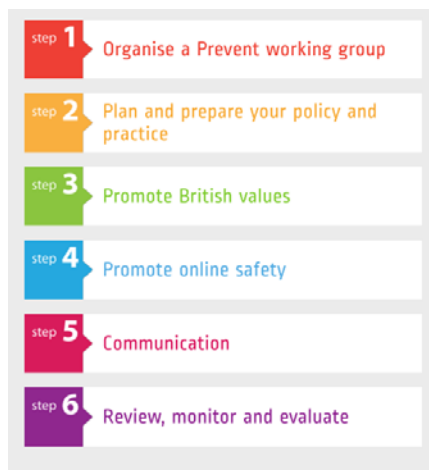 step 1
Organise a Prevent working group
step 2
Plan and prepare your policy and
practice
step 3
Promote British values
step 4
Promote online safety
step 5
Communication
step 6
Review, monitor and evaluate